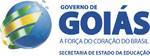 GOVERNO DE
GOIÁS
A FORÇA DO CORAÇÃO DO BRASIL
SECRETARIA DE ESTADO DA EDUCAÇÃO